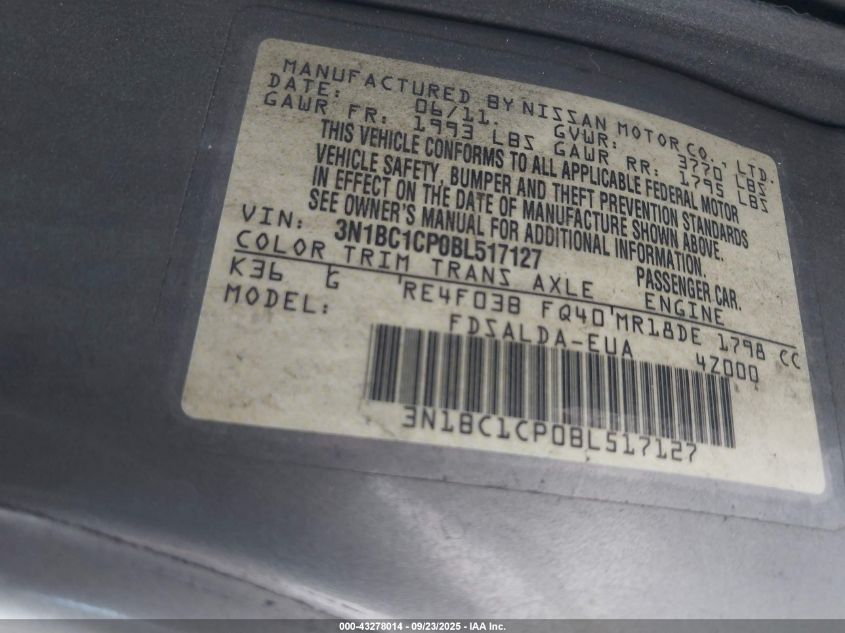 MANUFACTURED BY NISSAN MOTOR CO., LTD.
DATE: 06/11. GVWR: 3770 LBS
GAWR FR: 1993 LBS GAWR RR: 1795 LBS
THIS VEHICLE CONFORMS TO ALL APPLICABLE FEDERAL MOTOR
VEHICLE SAFETY, BUMPER AND THEFT PREVENTION STANDARDS
IN EFFECT ON THE DATE OF MANUFACTURE SHOWN ABOVE.
SEE OWNER'S MANUAL FOR ADDITIONAL INFORMATION.
VIN: 3N1BC1CP0BL517127 PASSENGER CAR.
COLOR TRIM TRANS AXLE ENGINE
K36 G RE4F03B FQ40 MR18DE 1798 CC
MODEL: FDSALDA-EUA 4Z000
3N1BC1CP0BL517127
000-43278014 - 09/23/2025 - IAA Inc.